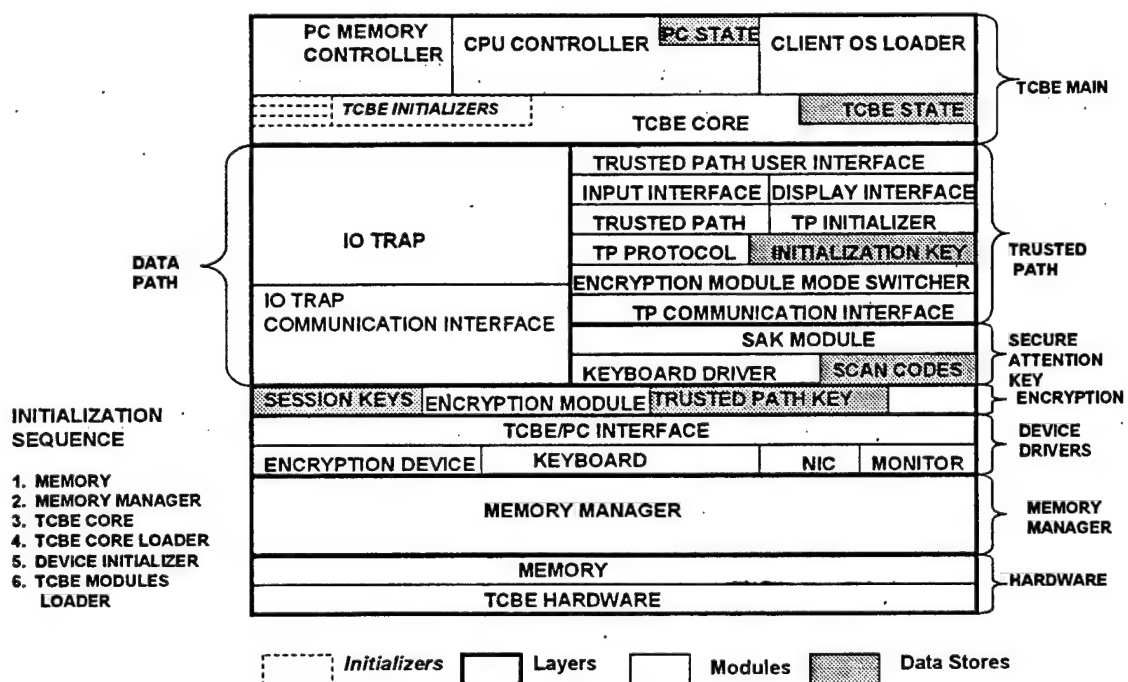 PC MEMORY
CONTROLLER
CPU CONTROLLER
PC STATE
CLIENT OS LOADER
TCBE MAIN
TCBE INITIALIZERS
TCBE CORE
TCBE STATE
DATA
PATH
IO TRAP
IO TRAP
COMMUNICATION INTERFACE
TRUSTED PATH USER INTERFACE
INPUT INTERFACE
DISPLAY INTERFACE
TRUSTED PATH
TP INITIALIZER
TP PROTOCOL
INITIALIZATION KEY
ENCRYPTION MODULE MODE SWITCHER
TP COMMUNICATION INTERFACE
TRUSTED
PATH
SAK MODULE
KEYBOARD DRIVER
SCAN CODES
SECURE
ATTENTION
KEY
SESSION KEYS
ENCRYPTION MODULE
TRUSTED PATH KEY
ENCRYPTION
TCBE/PC INTERFACE
ENCRYPTION DEVICE
KEYBOARD
NIC
MONITOR
DEVICE
DRIVERS
MEMORY MANAGER
MEMORY
MANAGER
MEMORY
TCBE HARDWARE
HARDWARE
INITIALIZATION
SEQUENCE
1. MEMORY
2. MEMORY MANAGER
3. TCBE CORE
4. TCBE CORE LOADER
5. DEVICE INITIALIZER
6. TCBE MODULES
LOADER
Initializers
Layers
Modules
Data Stores